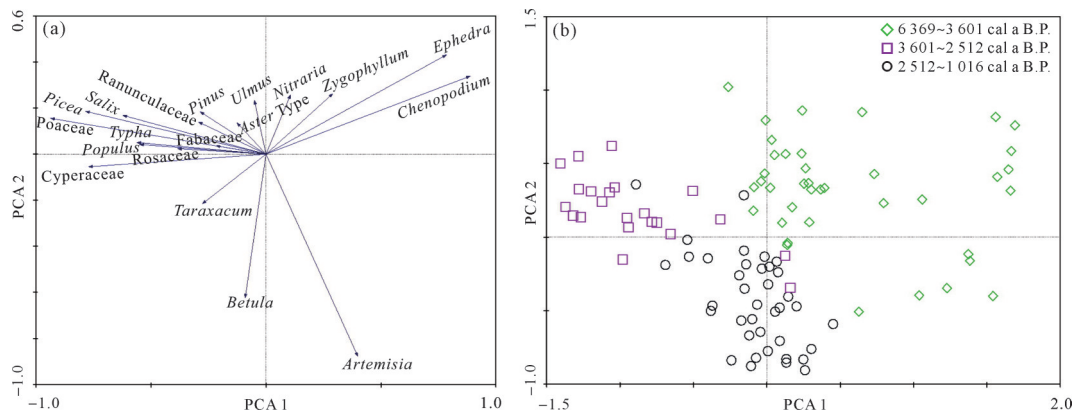 (a)
0.6
Ephedra
Zygophyllum
Nitraria
Ulmus
Pinus
Ranunculaceae
Salix
Picea
Chenopodium
Aster Type
Poaceae
Typha
Fabaceae
Populus
Rosaceae
Cyperaceae
Taraxacum
Betula
Artemisia
PCA 2
−1.0
−1.0
PCA 1
1.0
(b)
1.5
6 369~3 601 cal a B.P.
3 601~2 512 cal a B.P.
2 512~1 016 cal a B.P.
PCA 2
−1.0
−1.5
PCA 1
2.0